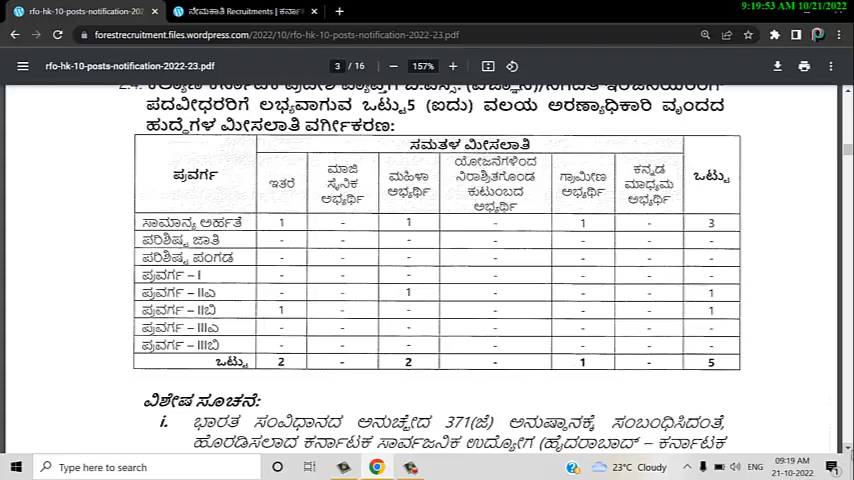 9:19:53 AM 10/21/2022
rfo-hk-10-posts-notification-2022
ನೇಮಕಾತಿ Recruitments | ಕರ್ನಾಟ
forestrecruitment.files.wordpress.com/2022/10/rfo-hk-10-posts-notification-2022-23.pdf
rfo-hk-10-posts-notification-2022-23.pdf
3 / 16
157%
ಪದವೀಧರರಿಗೆ ಲಭ್ಯವಾಗುವ ಒಟ್ಟು5 (ಐದು) ವಲಯ ಅರಣ್ಯಾಧಿಕಾರಿ ವೃಂದದ
ಹುದ್ದೆಗಳ ಮೀಸಲಾತಿ ವರ್ಗೀಕರಣ:
ಪ್ರವರ್ಗ ಸಮತಳ ಮೀಸಲಾತಿ ಒಟ್ಟು
ಇತರೆ
ಮಾಜಿ ಸೈನಿಕ ಅಭ್ಯರ್ಥಿ
ಮಹಿಳಾ ಅಭ್ಯರ್ಥಿ
ಯೋಜನೆಗಳಿಂದ ನಿರಾಶ್ರಿತಗೊಂಡ ಕುಟುಂಬದ ಅಭ್ಯರ್ಥಿ
ಗ್ರಾಮೀಣ ಅಭ್ಯರ್ಥಿ
ಕನ್ನಡ ಮಾಧ್ಯಮ ಅಭ್ಯರ್ಥಿ
ಸಾಮಾನ್ಯ ಅರ್ಹತೆ 1 - 1 - 1 - 3
ಪರಿಶಿಷ್ಟ ಜಾತಿ - - - - - - -
ಪರಿಶಿಷ್ಟ ಪಂಗಡ - - - - - - -
ಪ್ರವರ್ಗ – I - - - - - - -
ಪ್ರವರ್ಗ – IIಎ - - 1 - - - 1
ಪ್ರವರ್ಗ – IIಬಿ 1 - - - - - 1
ಪ್ರವರ್ಗ – IIIಎ - - - - - - -
ಪ್ರವರ್ಗ – IIIಬಿ - - - - - - -
ಒಟ್ಟು 2 - 2 - 1 - 5
ವಿಶೇಷ ಸೂಚನೆ:
i. ಭಾರತ ಸಂವಿಧಾನದ ಅನುಚ್ಛೇದ 371(ಜೆ) ಅನುಷ್ಠಾನಕ್ಕೆ ಸಂಬಂಧಿಸಿದಂತೆ,
ಹೊರಡಿಸಲಾದ ಕರ್ನಾಟಕ ಸಾರ್ವಜನಿಕ ಉದ್ಯೋಗ (ಹೈದರಾಬಾದ್ – ಕರ್ನಾಟಕ
Type here to search
23°C Cloudy
ENG
09:19 AM
21-10-2022